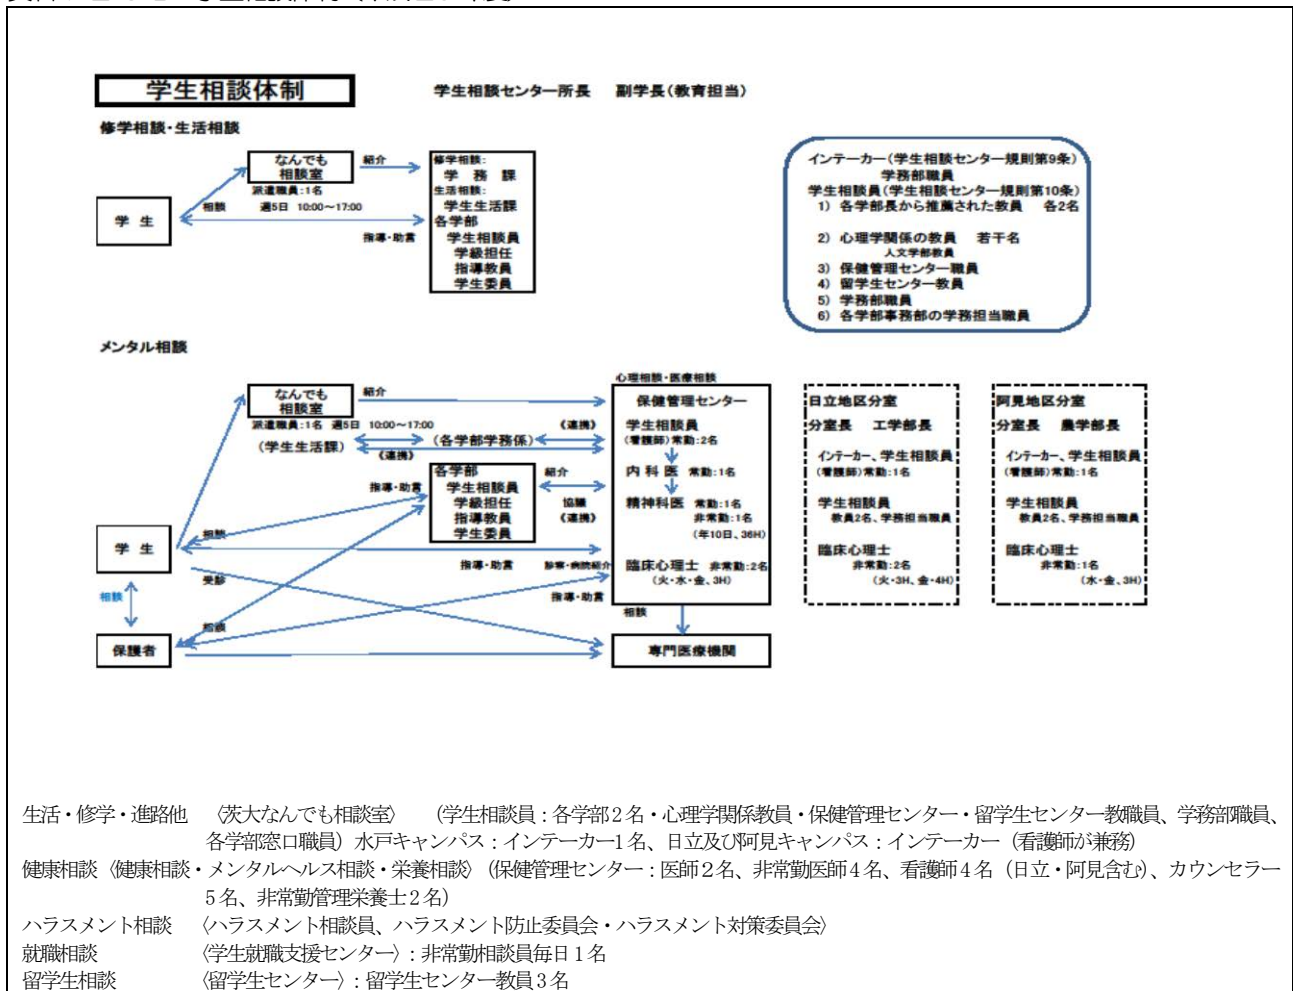 学生相談体制
学生相談センター所長　副学長(教育担当)
修学相談・生活相談
なんでも
相談室
紹介
派遣職員:1名
週5日 10:00～17:00
学 生
相談
指導・助言
修学相談:
学 務 課
生活相談:
学生生活課
各学部
学生相談員
学級担任
指導教員
学生委員
インテーカー(学生相談センター規則第9条)
学務部職員
学生相談員(学生相談センター規則第10条)
1) 各学部長から推薦された教員　各2名
2) 心理学関係の教員　若干名
人文学部教員
3) 保健管理センター職員
4) 留学生センター教員
5) 学務部職員
6) 各学部事務部の学務担当職員
メンタル相談
なんでも
相談室
紹介
派遣職員:1名 週5日 10:00～17:00
(学生生活課)
《連携》
(各学部学務係)
《連携》
各学部
学生相談員
学級担任
指導教員
学生委員
紹介
協議
《連携》
指導・助言
学 生
相談
受診
指導・助言
診察・病院紹介
指導・助言
相談
相談
保護者
心理相談・医療相談
保健管理センター
学生相談員
(看護師)常勤:2名
内 科 医 常勤:1名
精神科医 常勤:1名
非常勤:1名
(年10日、36H)
臨床心理士 非常勤:2名
(火・水・金、3H)
相談
専門医療機関
日立地区分室
分室長　工学部長
インテーカー、学生相談員
(看護師)常勤:1名
学生相談員
教員2名、学務担当職員
臨床心理士
非常勤:2名
(火・3H、金・4H)
阿見地区分室
分室長　農学部長
インテーカー、学生相談員
(看護師)常勤:1名
学生相談員
教員2名、学務担当職員
臨床心理士
非常勤:1名
(水・金、3H)
生活・修学・進路他　〈茨大なんでも相談室〉　（学生相談員：各学部２名・心理学関係教員・保健管理センター・留学生センター教職員、学務部職員、
各学部窓口職員）水戸キャンパス：インテーカー1名、日立及び阿見キャンパス：インテーカー（看護師が兼務）
健康相談〈健康相談・メンタルヘルス相談・栄養相談〉（保健管理センター：医師２名、非常勤医師４名、看護師４名（日立・阿見含む）、カウンセラー
５名、非常勤管理栄養士２名）
ハラスメント相談　〈ハラスメント相談員、ハラスメント防止委員会・ハラスメント対策委員会〉
就職相談　〈学生就職支援センター〉：非常勤相談員毎日１名
留学生相談　〈留学生センター〉：留学生センター教員３名